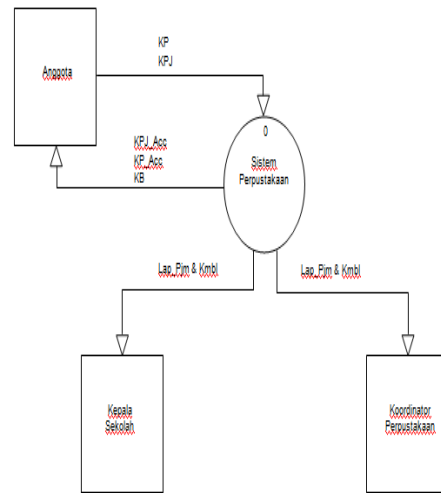 KP
KPJ
Anggota
0
Sistem
Perpustakaan
KPJ_Acc
KP_Acc
KB
Lap_Pjm & Kmbl
Lap_Pjm & Kmbl
Kepala
Sekolah
Koordinator
Perpustakaan